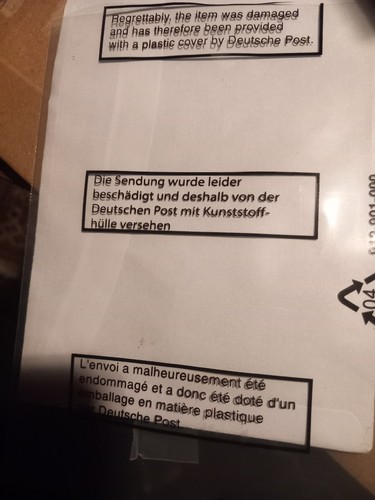 Regrettably, the item was damaged
and has therefore been provided
with a plastic cover by Deutsche Post.
Die Sendung wurde leider
beschädigt und deshalb von der
Deutschen Post mit Kunststoff-
hülle versehen
L'envoi a malheureusement été
endommagé et a donc été doté d'un
emballage en matière plastique
Deutsche Post
04